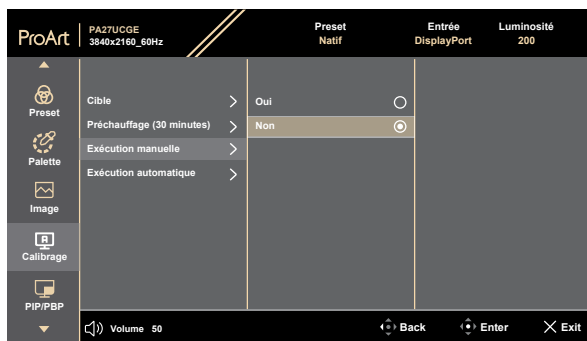 ProArt
PA27UCGE
3840x2160_60Hz
Preset
Natif
Entrée
DisplayPort
Luminosité
200
Preset
Palette
Image
Calibrage
PIP/PBP
Cible
Préchauffage (30 minutes)
Exécution manuelle
Exécution automatique
Oui
Non
Volume 50
Back
Enter
Exit